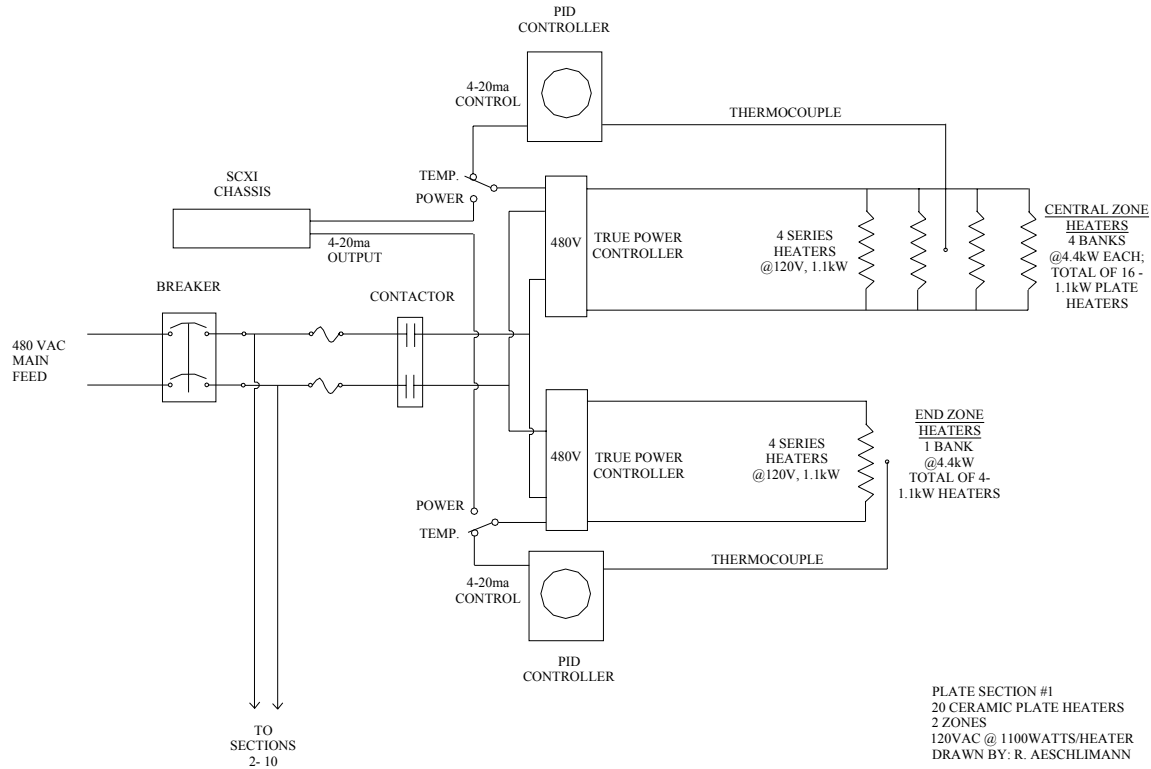 PID
CONTROLLER
4-20ma
CONTROL
THERMOCOUPLE
SCXI
CHASSIS
TEMP.
POWER
4-20ma
OUTPUT
480V
TRUE POWER
CONTROLLER
4 SERIES
HEATERS
@120V, 1.1kW
CENTRAL ZONE
HEATERS
4 BANKS
@4.4kW EACH;
TOTAL OF 16 -
1.1kW PLATE
HEATERS
BREAKER
CONTACTOR
480 VAC
MAIN
FEED
480V
TRUE POWER
CONTROLLER
4 SERIES
HEATERS
@120V, 1.1kW
END ZONE
HEATERS
1 BANK
@4.4kW
TOTAL OF 4-
1.1kW HEATERS
POWER
TEMP.
4-20ma
CONTROL
THERMOCOUPLE
PID
CONTROLLER
TO
SECTIONS
2- 10
PLATE SECTION #1
20 CERAMIC PLATE HEATERS
2 ZONES
120VAC @ 1100WATTS/HEATER
DRAWN BY: R. AESCHLIMANN